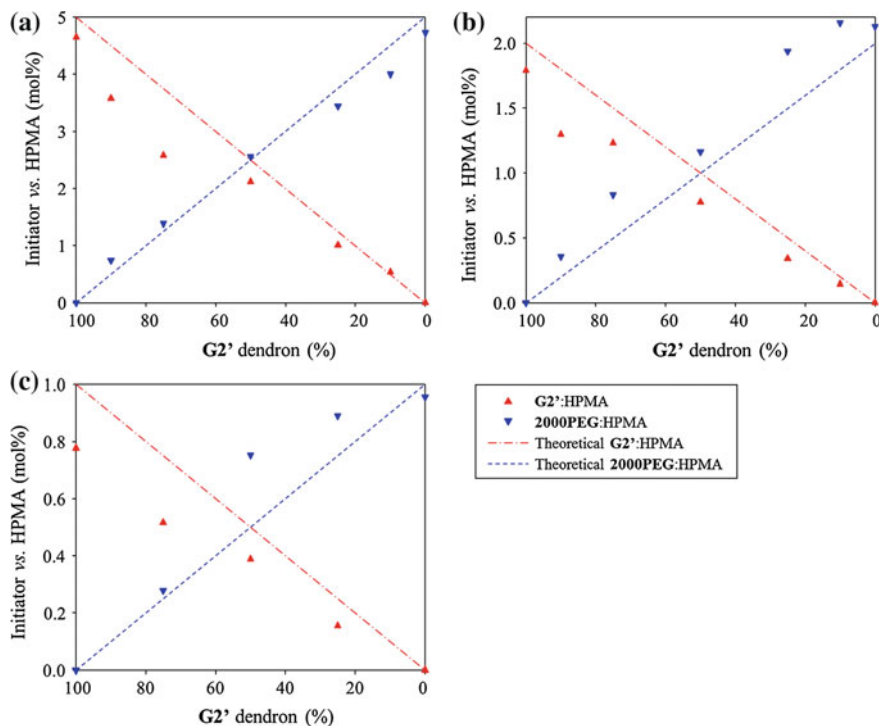 (a)
5
4
3
2
1
0
Initiator vs. HPMA (mol%)
100 80 60 40 20 0
G2' dendron (%)
(b)
2.0
1.5
1.0
0.5
0.0
Initiator vs. HPMA (mol%)
100 80 60 40 20 0
G2' dendron (%)
(c)
1.0
0.8
0.6
0.4
0.2
0.0
Initiator vs. HPMA (mol%)
100 80 60 40 20 0
G2' dendron (%)
G2':HPMA
2000PEG:HPMA
Theoretical G2':HPMA
Theoretical 2000PEG:HPMA